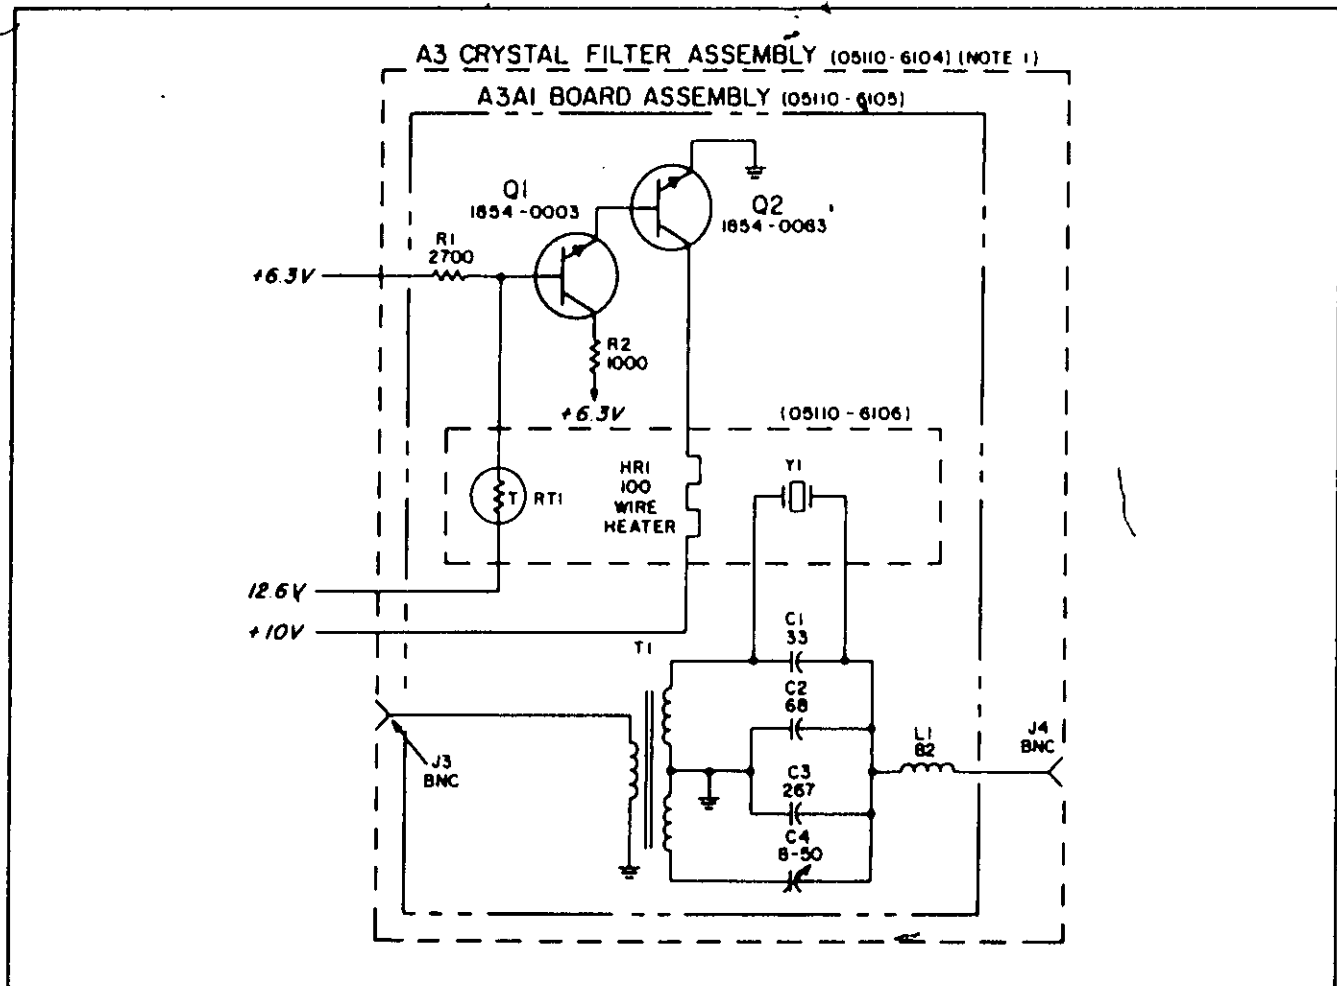 A3 CRYSTAL FILTER ASSEMBLY (05110-6104) (NOTE 1)
A3A1 BOARD ASSEMBLY (05110-6105)
Q1
1854-0003
Q2
1854-0063
R1
2700
+6.3V
R2
1000
+6.3V
(05110-6106)
HR1
100
WIRE
HEATER
Y1
T RT1
12.6V
+10V
T1
C1
33
C2
68
J3
BNC
C3
267
C4
8-50
L1
82
J4
BNC